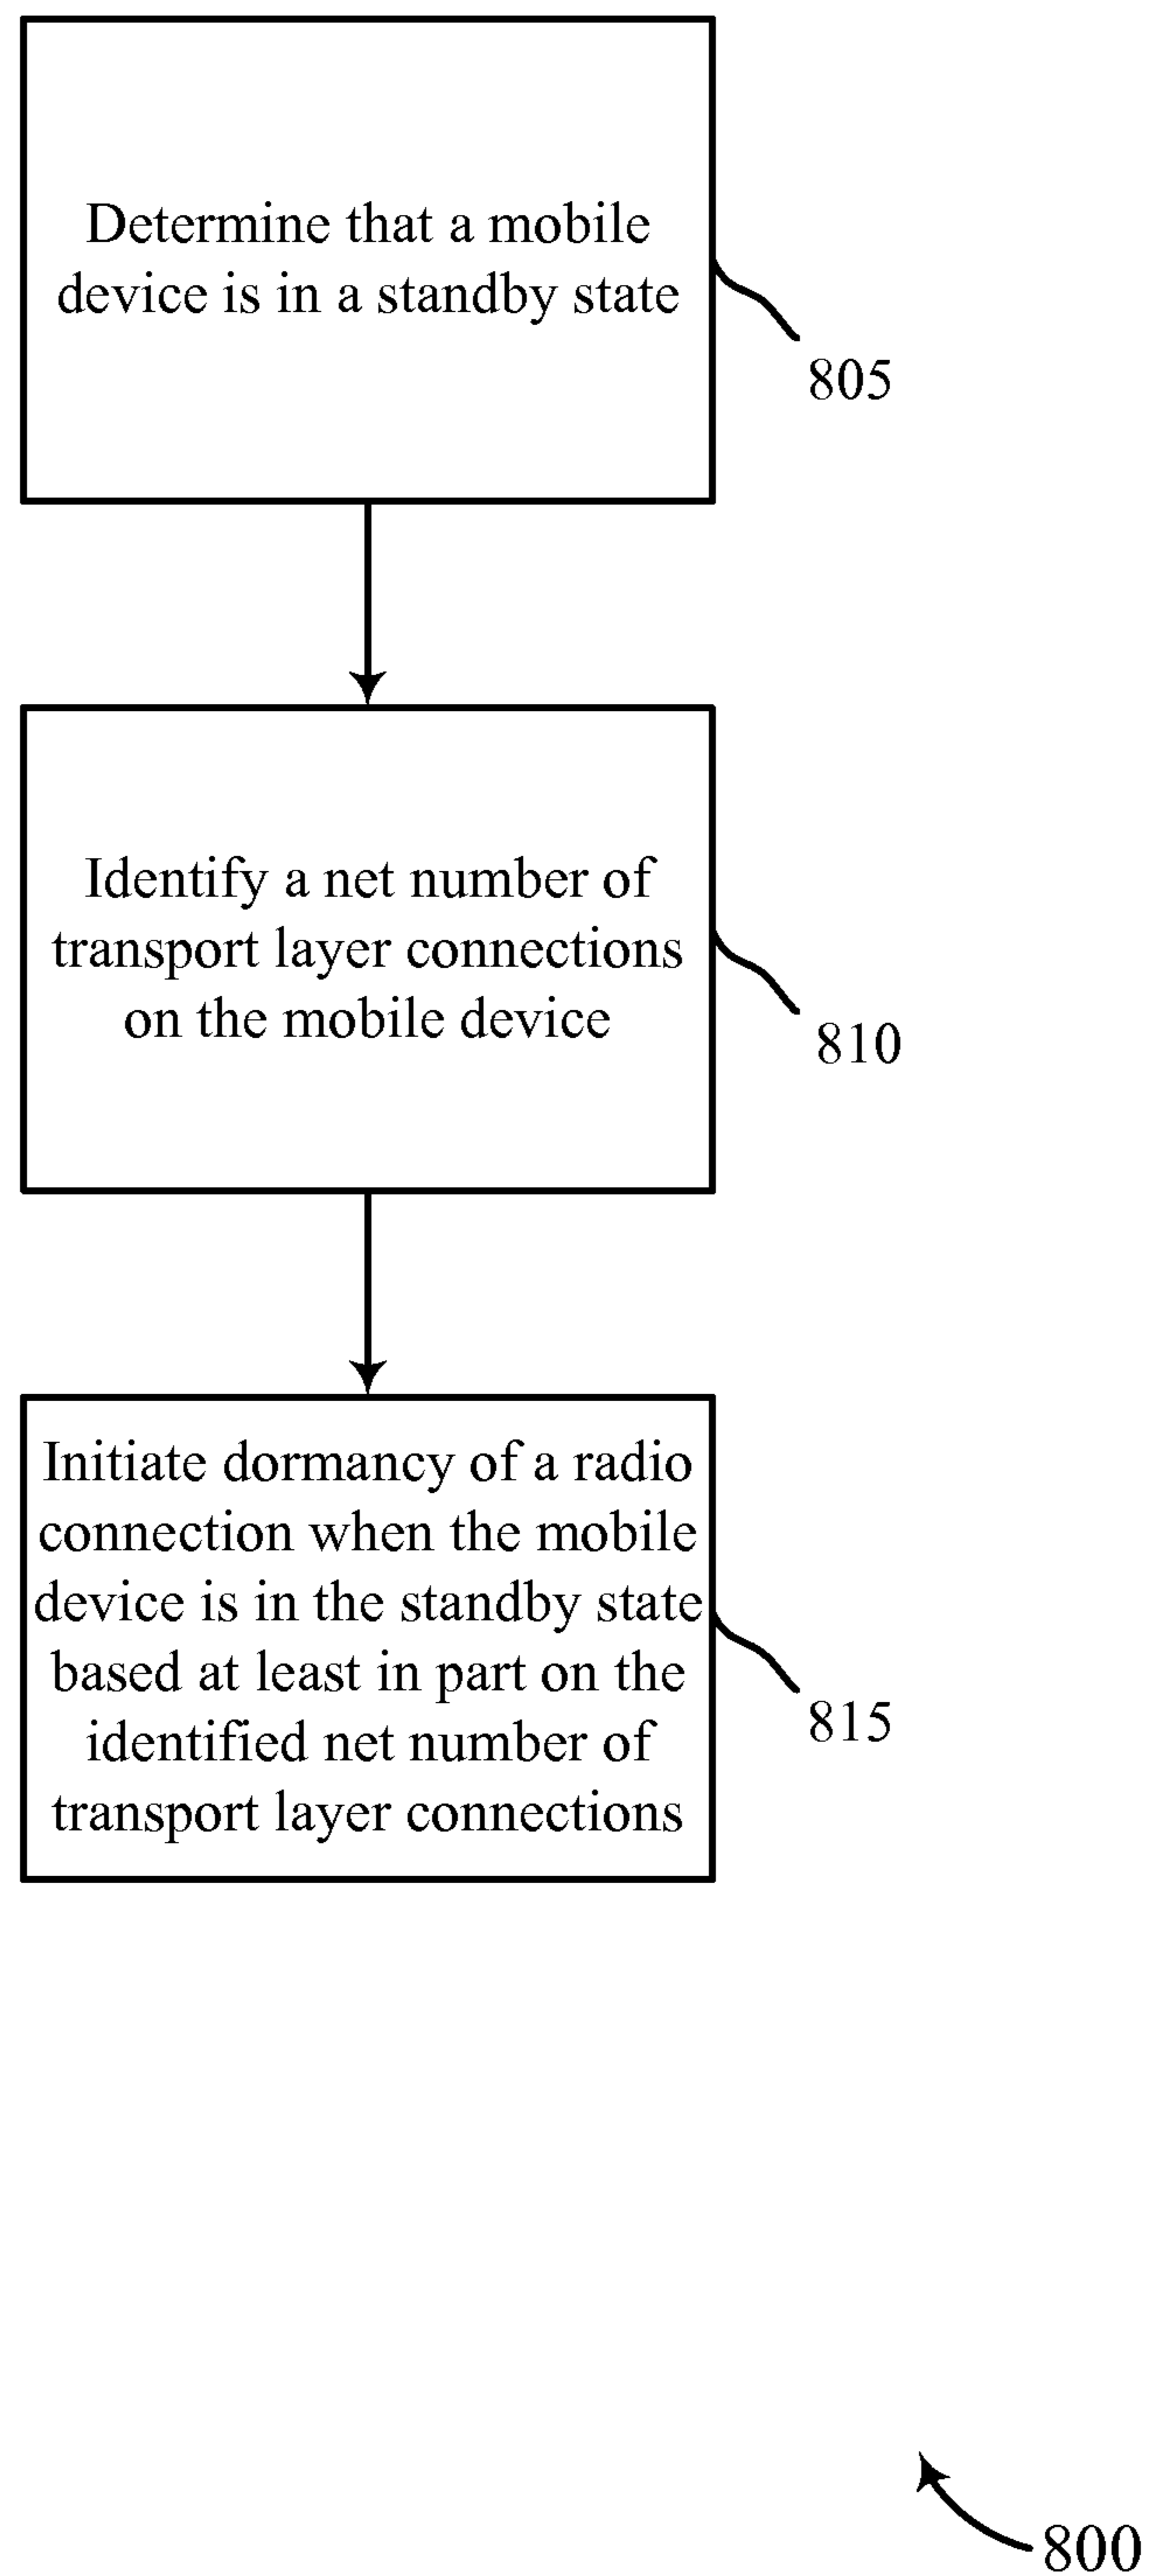 Determine that a mobile
device is in a standby state
805
Identify a net number of
transport layer connections
on the mobile device
810
Initiate dormancy of a radio
connection when the mobile
device is in the standby state
based at least in part on the
identified net number of
transport layer connections
815
800